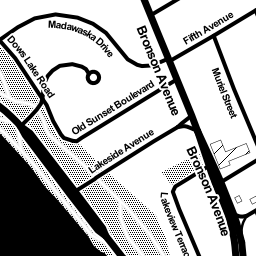 Madawaska Drive
Fifth Avenue
Dows Lake Road
Bronson Avenue
Muriel Street
Old Sunset Boulevard
Lakeside Avenue
Bronson Avenue
Lakeview Terrac